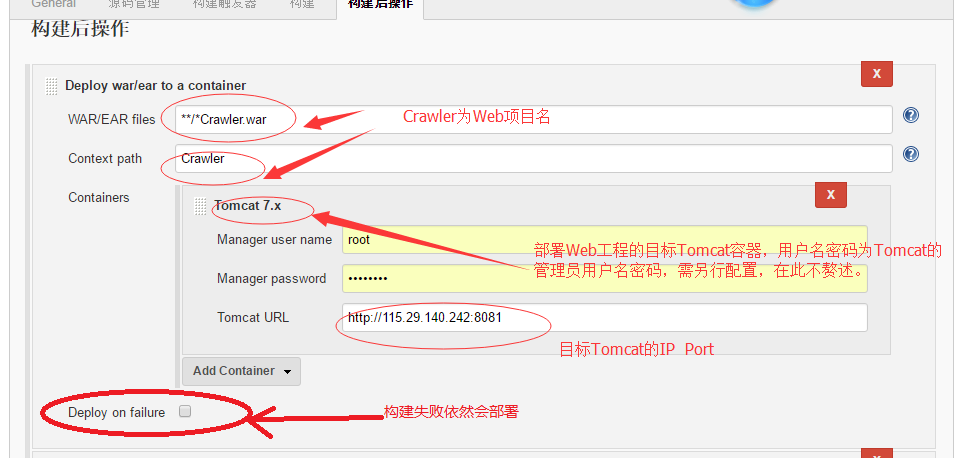 General 源码管理 构建触发器 构建 构建后操作
构建后操作
X
Deploy war/ear to a container
WAR/EAR files **/*Crawler.war
Crawler为Web项目名
Context path Crawler
Containers
X
Tomcat 7.x
Manager user name root
部署Web工程的目标Tomcat容器，用户名密码为Tomcat的
管理员用户名密码，需另行配置，在此不赘述。
Manager password ••••••••
Tomcat URL http://115.29.140.242:8081
目标Tomcat的IP Port
Add Container
Deploy on failure
构建失败依然会部署
X